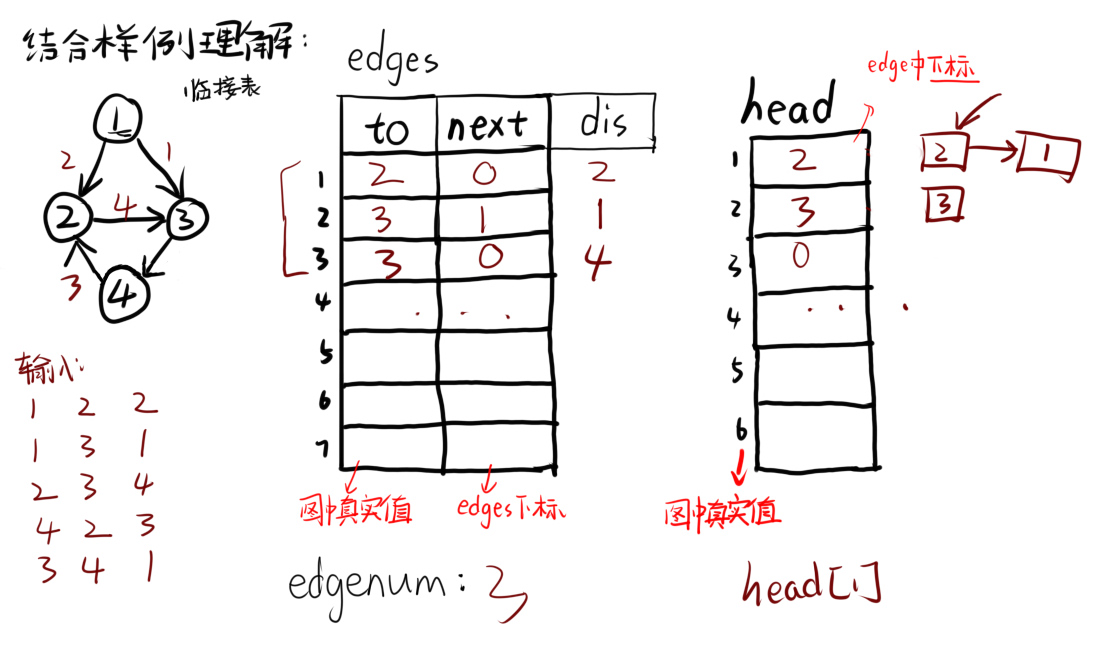 结合样例理解:
临接表
1
2 1
2 4 3
3
4
输入:
1 2 2
1 3 1
2 3 4
4 2 3
3 4 1
edges
to next dis
1 2 0 2
2 3 1 1
3 3 0 4
4 . . .
5
6
7
图中真实值
edges下标
edgenum: 3
edge中下标
head
1 2
2 3
3 0
4 . . .
5
6
图中真实值
head[1]
2 1
3